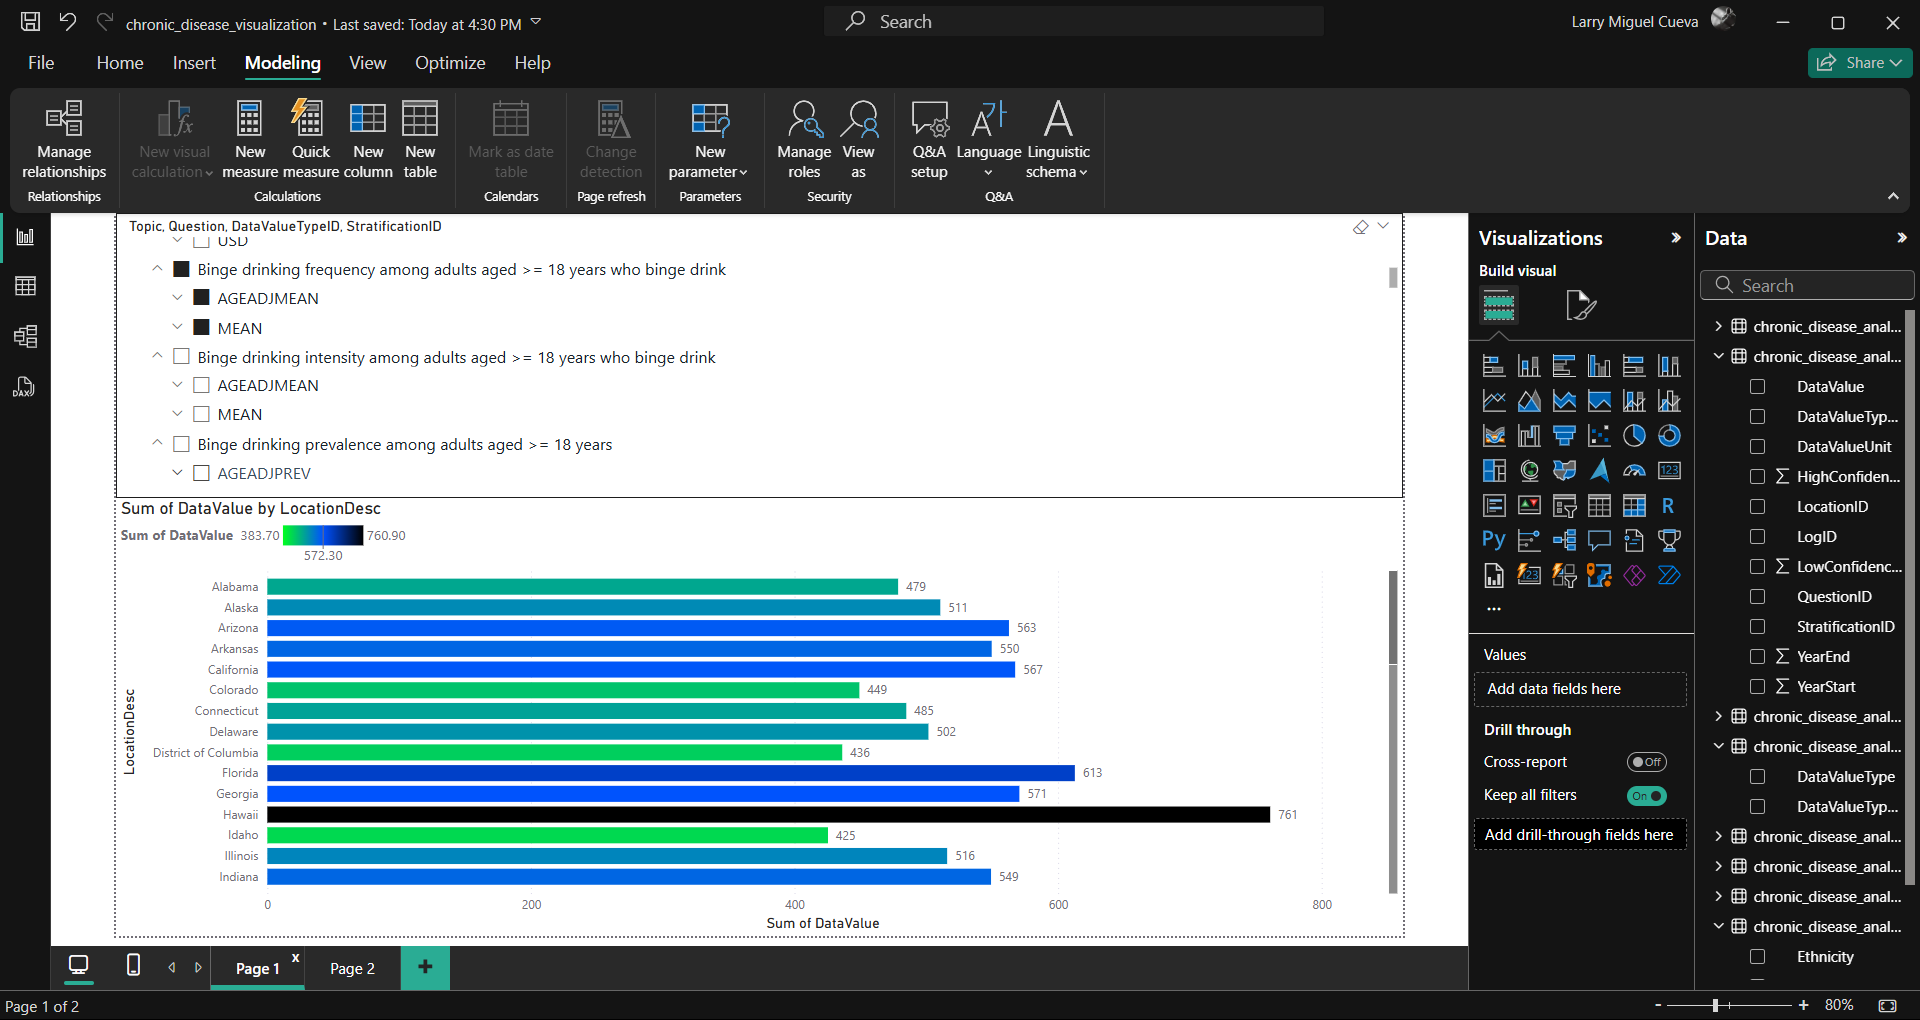 chronic_disease_visualization • Last saved: Today at 4:30 PM
Search
Larry Miguel Cueva
File Home Insert Modeling View Optimize Help
Share
Manage relationships
New visual calculation
New measure
Quick measure
New column
New table
Mark as date table
Change detection
New parameter
Manage roles
View as
Q&A setup
Language
Linguistic schema
Relationships
Calculations
Calendars
Page refresh
Parameters
Security
Q&A
Topic, Question, DataValueTypeID, StratificationID
USD
Binge drinking frequency among adults aged >= 18 years who binge drink
AGEADJMEAN
MEAN
Binge drinking intensity among adults aged >= 18 years who binge drink
AGEADJMEAN
MEAN
Binge drinking prevalence among adults aged >= 18 years
AGEADJPREV
Sum of DataValue by LocationDesc
Sum of DataValue 383.70 760.90
572.30
LocationDesc
Alabama 479
Alaska 511
Arizona 563
Arkansas 550
California 567
Colorado 449
Connecticut 485
Delaware 502
District of Columbia 436
Florida 613
Georgia 571
Hawaii 761
Idaho 425
Illinois 516
Indiana 549
0 200 400 600 800
Sum of DataValue
DAX
Visualizations
Build visual
123
R
Py
123
...
Values
Add data fields here
Drill through
Cross-report Off
Keep all filters On
Add drill-through fields here
Data
Search
chronic_disease_anal...
chronic_disease_anal...
DataValue
DataValueTyp...
DataValueUnit
HighConfiden...
LocationID
LogID
LowConfidenc...
QuestionID
StratificationID
YearEnd
YearStart
chronic_disease_anal...
chronic_disease_anal...
DataValueType
DataValueTyp...
chronic_disease_anal...
chronic_disease_anal...
chronic_disease_anal...
chronic_disease_anal...
Ethnicity
Page 1 x
Page 2
+
Page 1 of 2
- + 80%